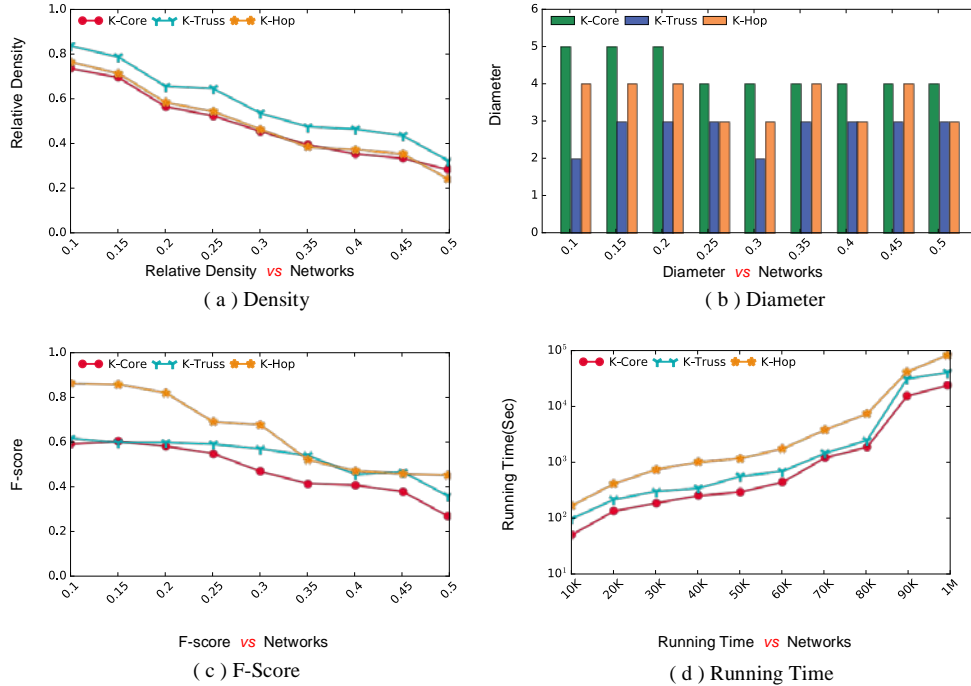 K-Core K-Truss K-Hop
Relative Density
1.0
0.8
0.6
0.4
0.2
0.0
0.1 0.15 0.2 0.25 0.3 0.35 0.4 0.45 0.5
Relative Density vs Networks
( a ) Density
K-Core K-Truss K-Hop
Diameter
6
5
4
3
2
1
0
0.1 0.15 0.2 0.25 0.3 0.35 0.4 0.45 0.5
Diameter vs Networks
( b ) Diameter
K-Core K-Truss K-Hop
F-score
1.0
0.8
0.6
0.4
0.2
0.0
0.1 0.15 0.2 0.25 0.3 0.35 0.4 0.45 0.5
F-score vs Networks
( c ) F-Score
K-Core K-Truss K-Hop
Running Time(Sec)
10^5
10^4
10^3
10^2
10^1
10K 20K 30K 40K 50K 60K 70K 80K 90K 1M
Running Time vs Networks
( d ) Running Time